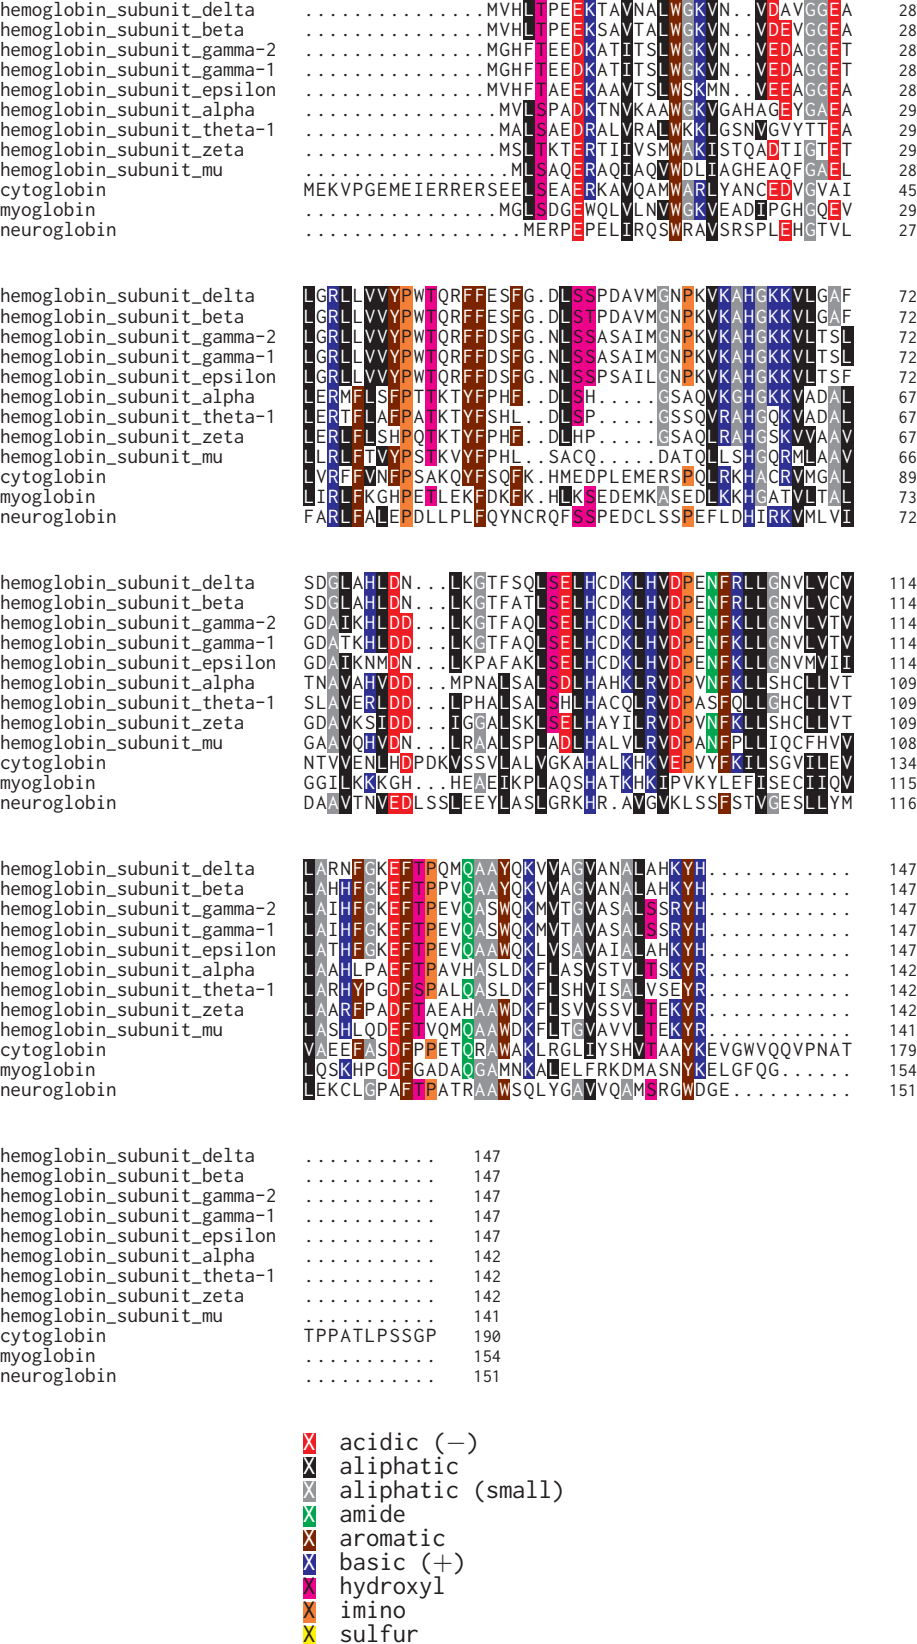 hemoglobin_subunit_delta ...............MVHLTPEEKTAVNALWGKVN..VDAVGGEA 28
hemoglobin_subunit_beta ...............MVHLTPEEKSAVTALWGKVN..VDEVGGEA 28
hemoglobin_subunit_gamma-2 ...............MGHFTEEDKATITSLWGKVN..VEDAGGET 28
hemoglobin_subunit_gamma-1 ...............MGHFTEEDKATITSLWGKVN..VEDAGGET 28
hemoglobin_subunit_epsilon ...............MVHFTAEEKAAVTSLWSKMN..VEEAGGEA 28
hemoglobin_subunit_alpha ................MVLSPADKTNVKAAWGKVGAHAGEYGAEA 29
hemoglobin_subunit_theta-1 ................MALSAEDRALVRALWKKLGSNVGVYTTEA 29
hemoglobin_subunit_zeta ................MSLTKTERTIIVSMWAKISTQADTIGTET 29
hemoglobin_subunit_mu .................MLSAQERAQIAQVWDLIAGHEAQFGAEL 28
cytoglobin MEKVPGEMEIERRERSEELSEAERKAVQAMWARLYANCEDVGVAI 45
myoglobin ................MGLSDGEWQLVLNVWGKVEADIPGHGQEV 29
neuroglobin ..................MERPEPELIRQSWRAVSRSPLEHGTVL 27
hemoglobin_subunit_delta LGRLLVVYPWTQRFFESFG.DLSSPDAVMGNPKVKAHGKKVLGAF 72
hemoglobin_subunit_beta LGRLLVVYPWTQRFFESFG.DLSTPDAVMGNPKVKAHGKKVLGAF 72
hemoglobin_subunit_gamma-2 LGRLLVVYPWTQRFFDSFG.NLSSASAIMGNPKVKAHGKKVLTSL 72
hemoglobin_subunit_gamma-1 LGRLLVVYPWTQRFFDSFG.NLSSASAIMGNPKVKAHGKKVLTSL 72
hemoglobin_subunit_epsilon LGRLLVVYPWTQRFFDSFG.NLSSPSAILGNPKVKAHGKKVLTSF 72
hemoglobin_subunit_alpha LERMFLSFPTTKTYFPHF..DLSH.....GSAQVKGHGKKVADAL 67
hemoglobin_subunit_theta-1 LERTFLAFPATKTYFSHL..DLSP.....GSSQVRAHGQKVADAL 67
hemoglobin_subunit_zeta LERLFLSHPQTKTYFPHF..DLHP.....GSAQLRAHGSKVVAAV 67
hemoglobin_subunit_mu LLRLFTVYPSTKVYFPHL..SACQ.....DATQLLSHGQRMLAAV 66
cytoglobin LVRFFVNFPSAKQYFSQFK.HMEDPLEMERSPQLRKHACRVMGAL 89
myoglobin LIRLFKGHPETLEKFDKFK.HLKSEDEMKASEDLKKHGATVLTAL 73
neuroglobin FARLFALEPDLLPLFQYNCRQFSSPEDCLSSPEFLDHIRKVMLVI 72
hemoglobin_subunit_delta SDGLAHLDN...LKGTFSQLSELHCDKLHVDPENFRLLGNVLVCV 114
hemoglobin_subunit_beta SDGLAHLDN...LKGTFATLSELHCDKLHVDPENFRLLGNVLVCV 114
hemoglobin_subunit_gamma-2 GDAIKHLDD...LKGTFAQLSELHCDKLHVDPENFKLLGNVLVTV 114
hemoglobin_subunit_gamma-1 GDATKHLDD...LKGTFAQLSELHCDKLHVDPENFKLLGNVLVTV 114
hemoglobin_subunit_epsilon GDAIKNMDN...LKPAFAKLSELHCDKLHVDPENFKLLGNVMVII 114
hemoglobin_subunit_alpha TNAVAHVDD...MPNALSALSDLHAHKLRVDPVNFKLLSHCLLVT 109
hemoglobin_subunit_theta-1 SLAVERLDD...LPHALSALSHLHACQLRVDPASFQLLGHCLLVT 109
hemoglobin_subunit_zeta GDAVKSIDD...IGGALSKLSELHAYILRVDPVNFKLLSHCLLVT 109
hemoglobin_subunit_mu GAAVQHVDN...LRAALSPLADLHALVLRVDPANFPLLIQCFHVV 108
cytoglobin NTVVENLHDPDKVSSVLALVGKAHALKHKVEPVYFKILSGVILEV 134
myoglobin GGILKKKGH...HEAEIKPLAQSHATKHKIPVKYLEFISECIIQV 115
neuroglobin DAAVTNVEDLSSLEEYLASLGRKHR.AVGVKLSSFSTVGESLLYM 116
hemoglobin_subunit_delta LARNFGKEFTPQMQAAYQKVVAGVANALAHKYH............ 147
hemoglobin_subunit_beta LAHHFGKEFTPPVQAAYQKVVAGVANALAHKYH............ 147
hemoglobin_subunit_gamma-2 LAIHFGKEFTPEVQASWQKMVTGVASALSSRYH............ 147
hemoglobin_subunit_gamma-1 LAIHFGKEFTPEVQASWQKMVTAVASALSSRYH............ 147
hemoglobin_subunit_epsilon LATHFGKEFTPEVQAAWQKLVSAVAIALAHKYH............ 147
hemoglobin_subunit_alpha LAAHLPAEFTPAVHASLDKFLASVSTVLTSKYR............ 142
hemoglobin_subunit_theta-1 LARHYPGDFSPALQASLDKFLSHVISALVSEYR............ 142
hemoglobin_subunit_zeta LAARFPADFTAEAHAAWDKFLSVVSSVLTEKYR............ 142
hemoglobin_subunit_mu LASHLQDEFTVQMQAAWDKFLTGVAVVLTEKYR............ 141
cytoglobin VAEEFASDFPPETQRAWAKLRGLIYSHVTAAYKEVGWVQQVPNAT 179
myoglobin LQSKHPGDFGADAQGAMNKALELFRKDMASNYKELGFQG...... 154
neuroglobin LEKCLGPAFTPATRAAWSQLYGAVVQAMSRGWDGE.......... 151
hemoglobin_subunit_delta ........... 147
hemoglobin_subunit_beta ........... 147
hemoglobin_subunit_gamma-2 ........... 147
hemoglobin_subunit_gamma-1 ........... 147
hemoglobin_subunit_epsilon ........... 147
hemoglobin_subunit_alpha ........... 142
hemoglobin_subunit_theta-1 ........... 142
hemoglobin_subunit_zeta ........... 142
hemoglobin_subunit_mu ........... 141
cytoglobin TPPATLPSSGP 190
myoglobin ........... 154
neuroglobin ........... 151
X acidic (−)
X aliphatic
X aliphatic (small)
X amide
X aromatic
X basic (+)
X hydroxyl
X imino
X sulfur